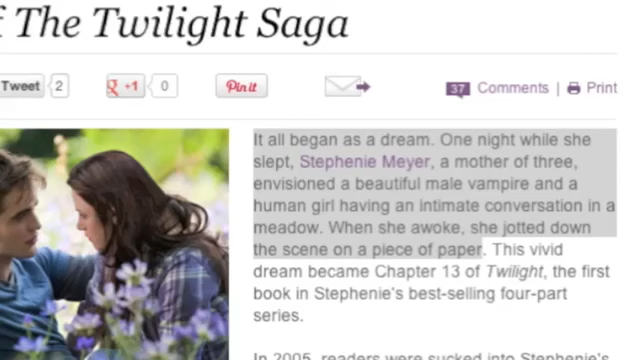 The Twilight Saga
Tweet 2 +1 0 Pin it 37 Comments | Print
It all began as a dream. One night while she
slept, Stephenie Meyer, a mother of three,
envisioned a beautiful male vampire and a
human girl having an intimate conversation in a
meadow. When she awoke, she jotted down
the scene on a piece of paper. This vivid
dream became Chapter 13 of Twilight, the first
book in Stephenie's best-selling four-part
series.
In 2005, readers were sucked into Stephenie's